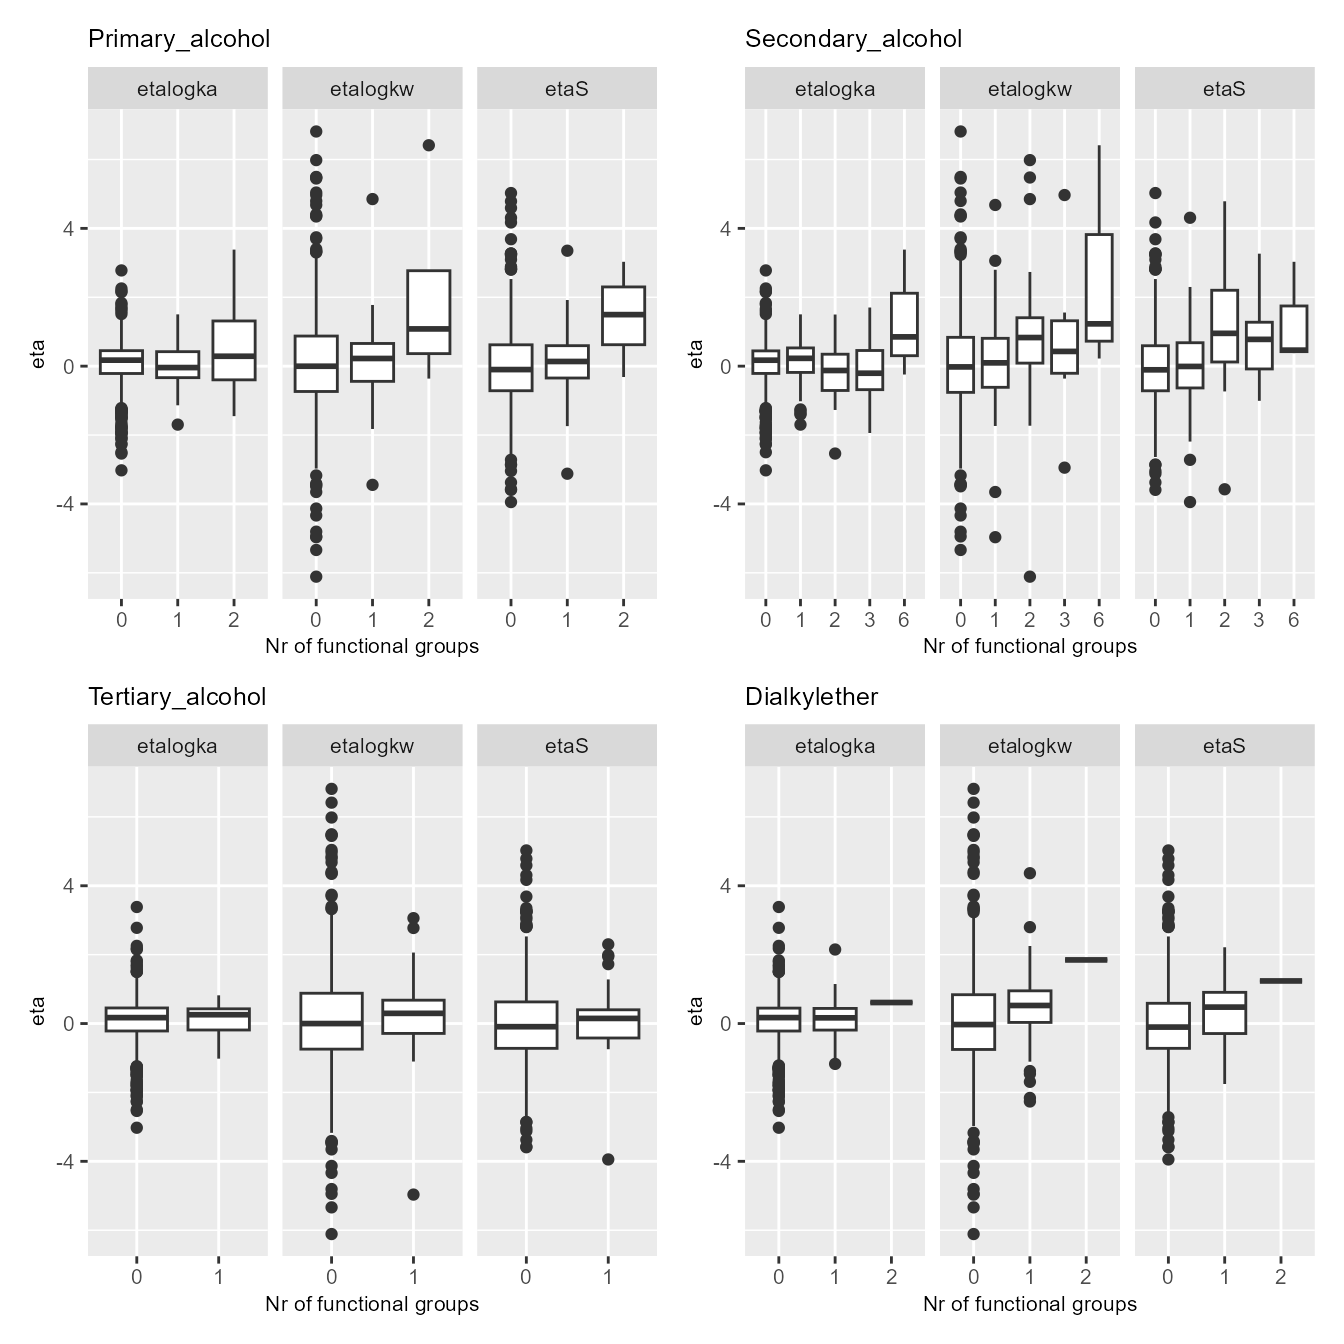 Primary_alcohol
etalogka etalogkw etaS
eta
4
0
-4
0 1 2 0 1 2 0 1 2
Nr of functional groups
Secondary_alcohol
etalogka etalogkw etaS
eta
4
0
-4
0 1 2 3 6 0 1 2 3 6 0 1 2 3 6
Nr of functional groups
Tertiary_alcohol
etalogka etalogkw etaS
eta
4
0
-4
0 1 0 1 0 1
Nr of functional groups
Dialkylether
etalogka etalogkw etaS
eta
4
0
-4
0 1 2 0 1 2 0 1 2
Nr of functional groups